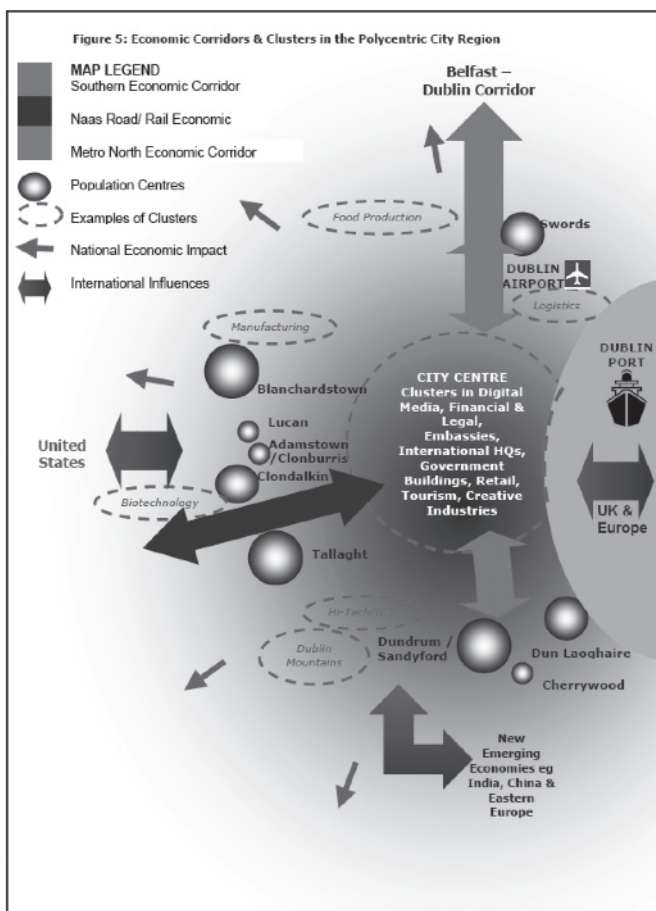 Figure 5: Economic Corridors & Clusters in the Polycentric City Region
MAP LEGEND
Southern Economic Corridor
Naas Road/ Rail Economic
Metro North Economic Corridor
Population Centres
Examples of Clusters
National Economic Impact
International Influences
Belfast –
Dublin Corridor
Food Production
Swords
DUBLIN
AIRPORT
Logistics
Manufacturing
Blanchardstown
DUBLIN
PORT
CITY CENTRE
Clusters in Digital
Media, Financial &
Legal,
Embassies,
International HQs,
Government
Buildings, Retail,
Tourism, Creative
Industries
Lucan
Adamstown
/Clonburris
Clondalkin
United
States
Biotechnology
UK &
Europe
Tallaght
Hi-Tech/
Dublin
Mountains
Dundrum /
Sandyford
Dun Laoghaire
Cherrywood
New
Emerging
Economies eg
India, China &
Eastern
Europe